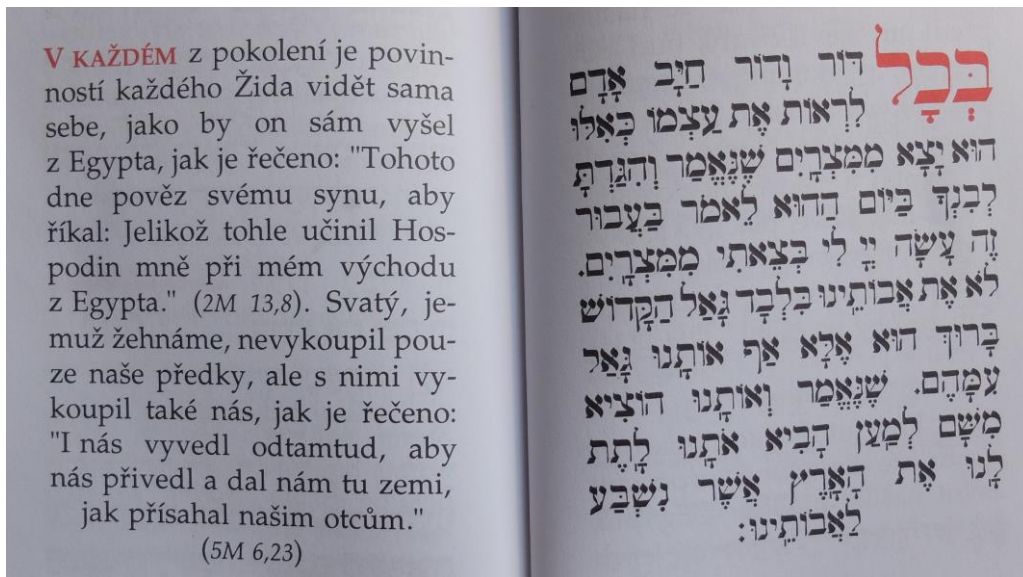 V KAŽDÉM z pokolení je povin-
ností každého Žida vidět sama
sebe, jako by on sám vyšel
z Egypta, jak je řečeno: "Tohoto
dne pověz svému synu, aby
říkal: Jelikož tohle učinil Hos-
podin mně při mém východu
z Egypta." (2M 13,8). Svatý, je-
muž žehnáme, nevykoupil pou-
ze naše předky, ale s nimi vy-
koupil také nás, jak je řečeno:
"I nás vyvedl odtamtud, aby
nás přivedl a dal nám tu zemi,
jak přísahal našim otcům."
(5M 6,23)
בְּכָל דּוֹר וָדוֹר חַיָּב אָדָם
לִרְאוֹת אֶת עַצְמוֹ כְּאִלּוּ
הוּא יָצָא מִמִּצְרָיִם שֶׁנֶּאֱמַר וְהִגַּדְתָּ
לְבִנְךָ בַּיּוֹם הַהוּא לֵאמֹר בַּעֲבוּר
זֶה עָשָׂה יְיָ לִי בְּצֵאתִי מִמִּצְרָיִם.
לֹא אֶת אֲבוֹתֵינוּ בִּלְבַד גָּאַל הַקָּדוֹשׁ
בָּרוּךְ הוּא אֶלָּא אַף אוֹתָנוּ גָּאַל
עִמָּהֶם. שֶׁנֶּאֱמַר וְאוֹתָנוּ הוֹצִיא
מִשָּׁם לְמַעַן הָבִיא אֹתָנוּ לָתֶת
לָנוּ אֶת הָאָרֶץ אֲשֶׁר נִשְׁבַּע
לַאֲבוֹתֵינוּ: